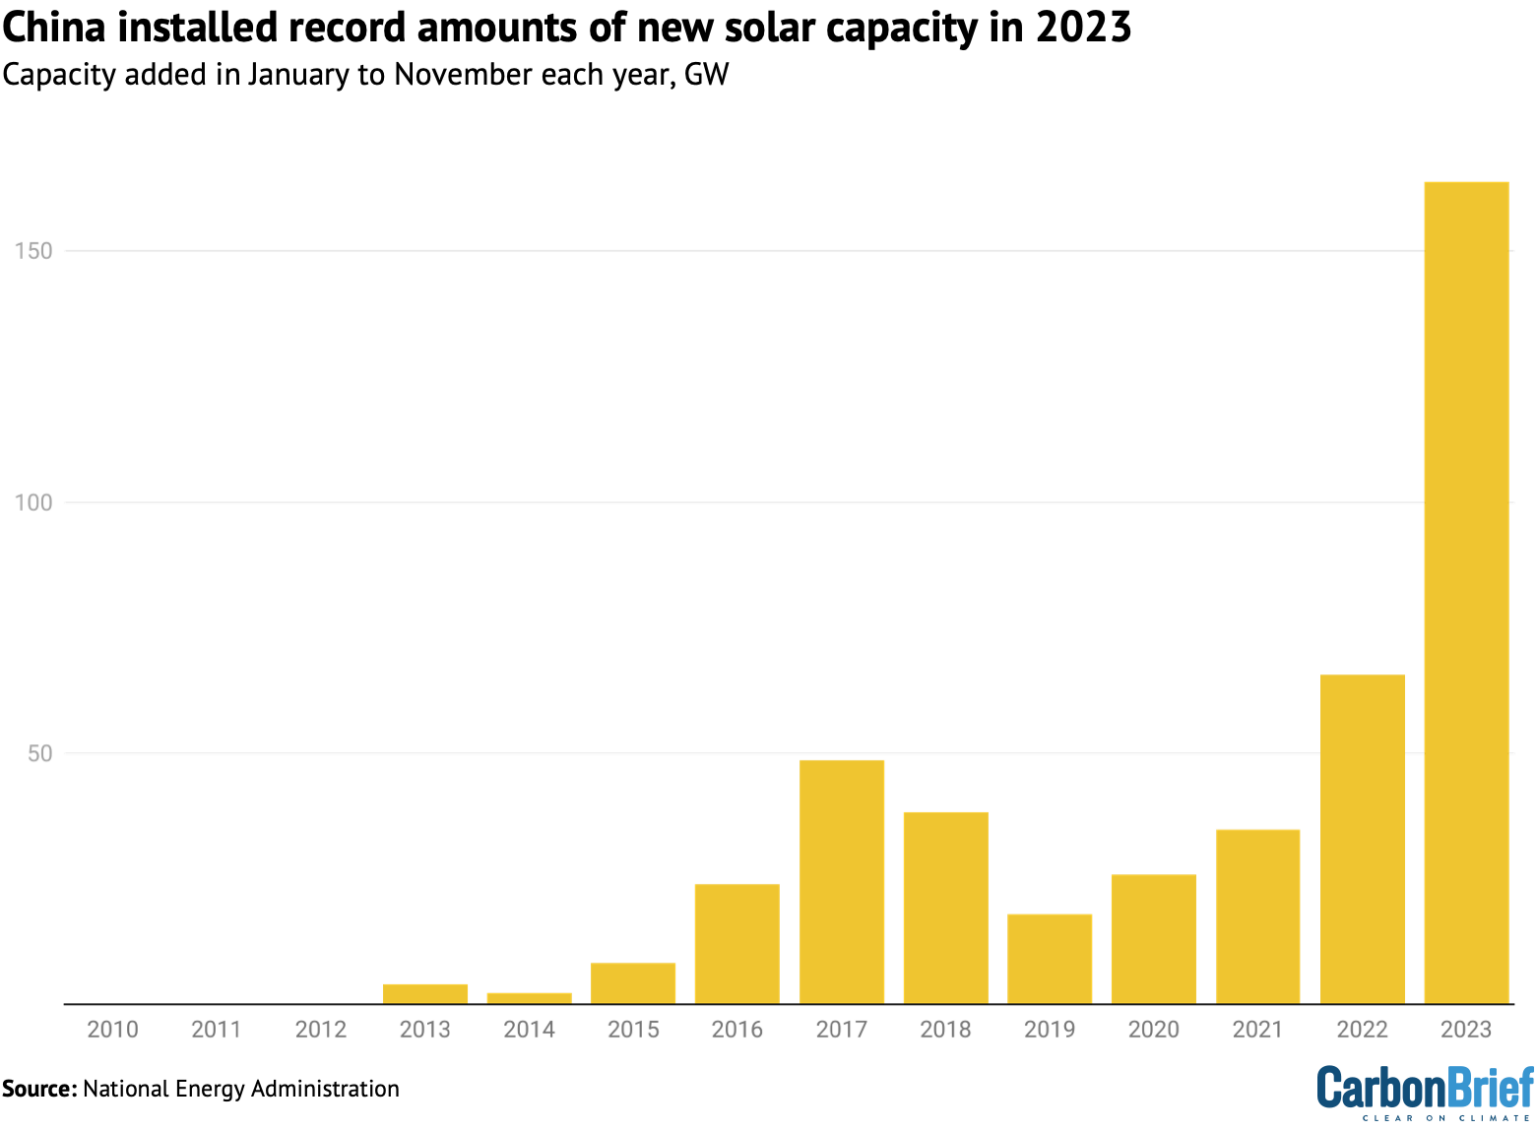 China installed record amounts of new solar capacity in 2023
Capacity added in January to November each year, GW
150
100
50
2010 2011 2012 2013 2014 2015 2016 2017 2018 2019 2020 2021 2022 2023
Source: National Energy Administration
CarbonBrief
CLEAR ON CLIMATE